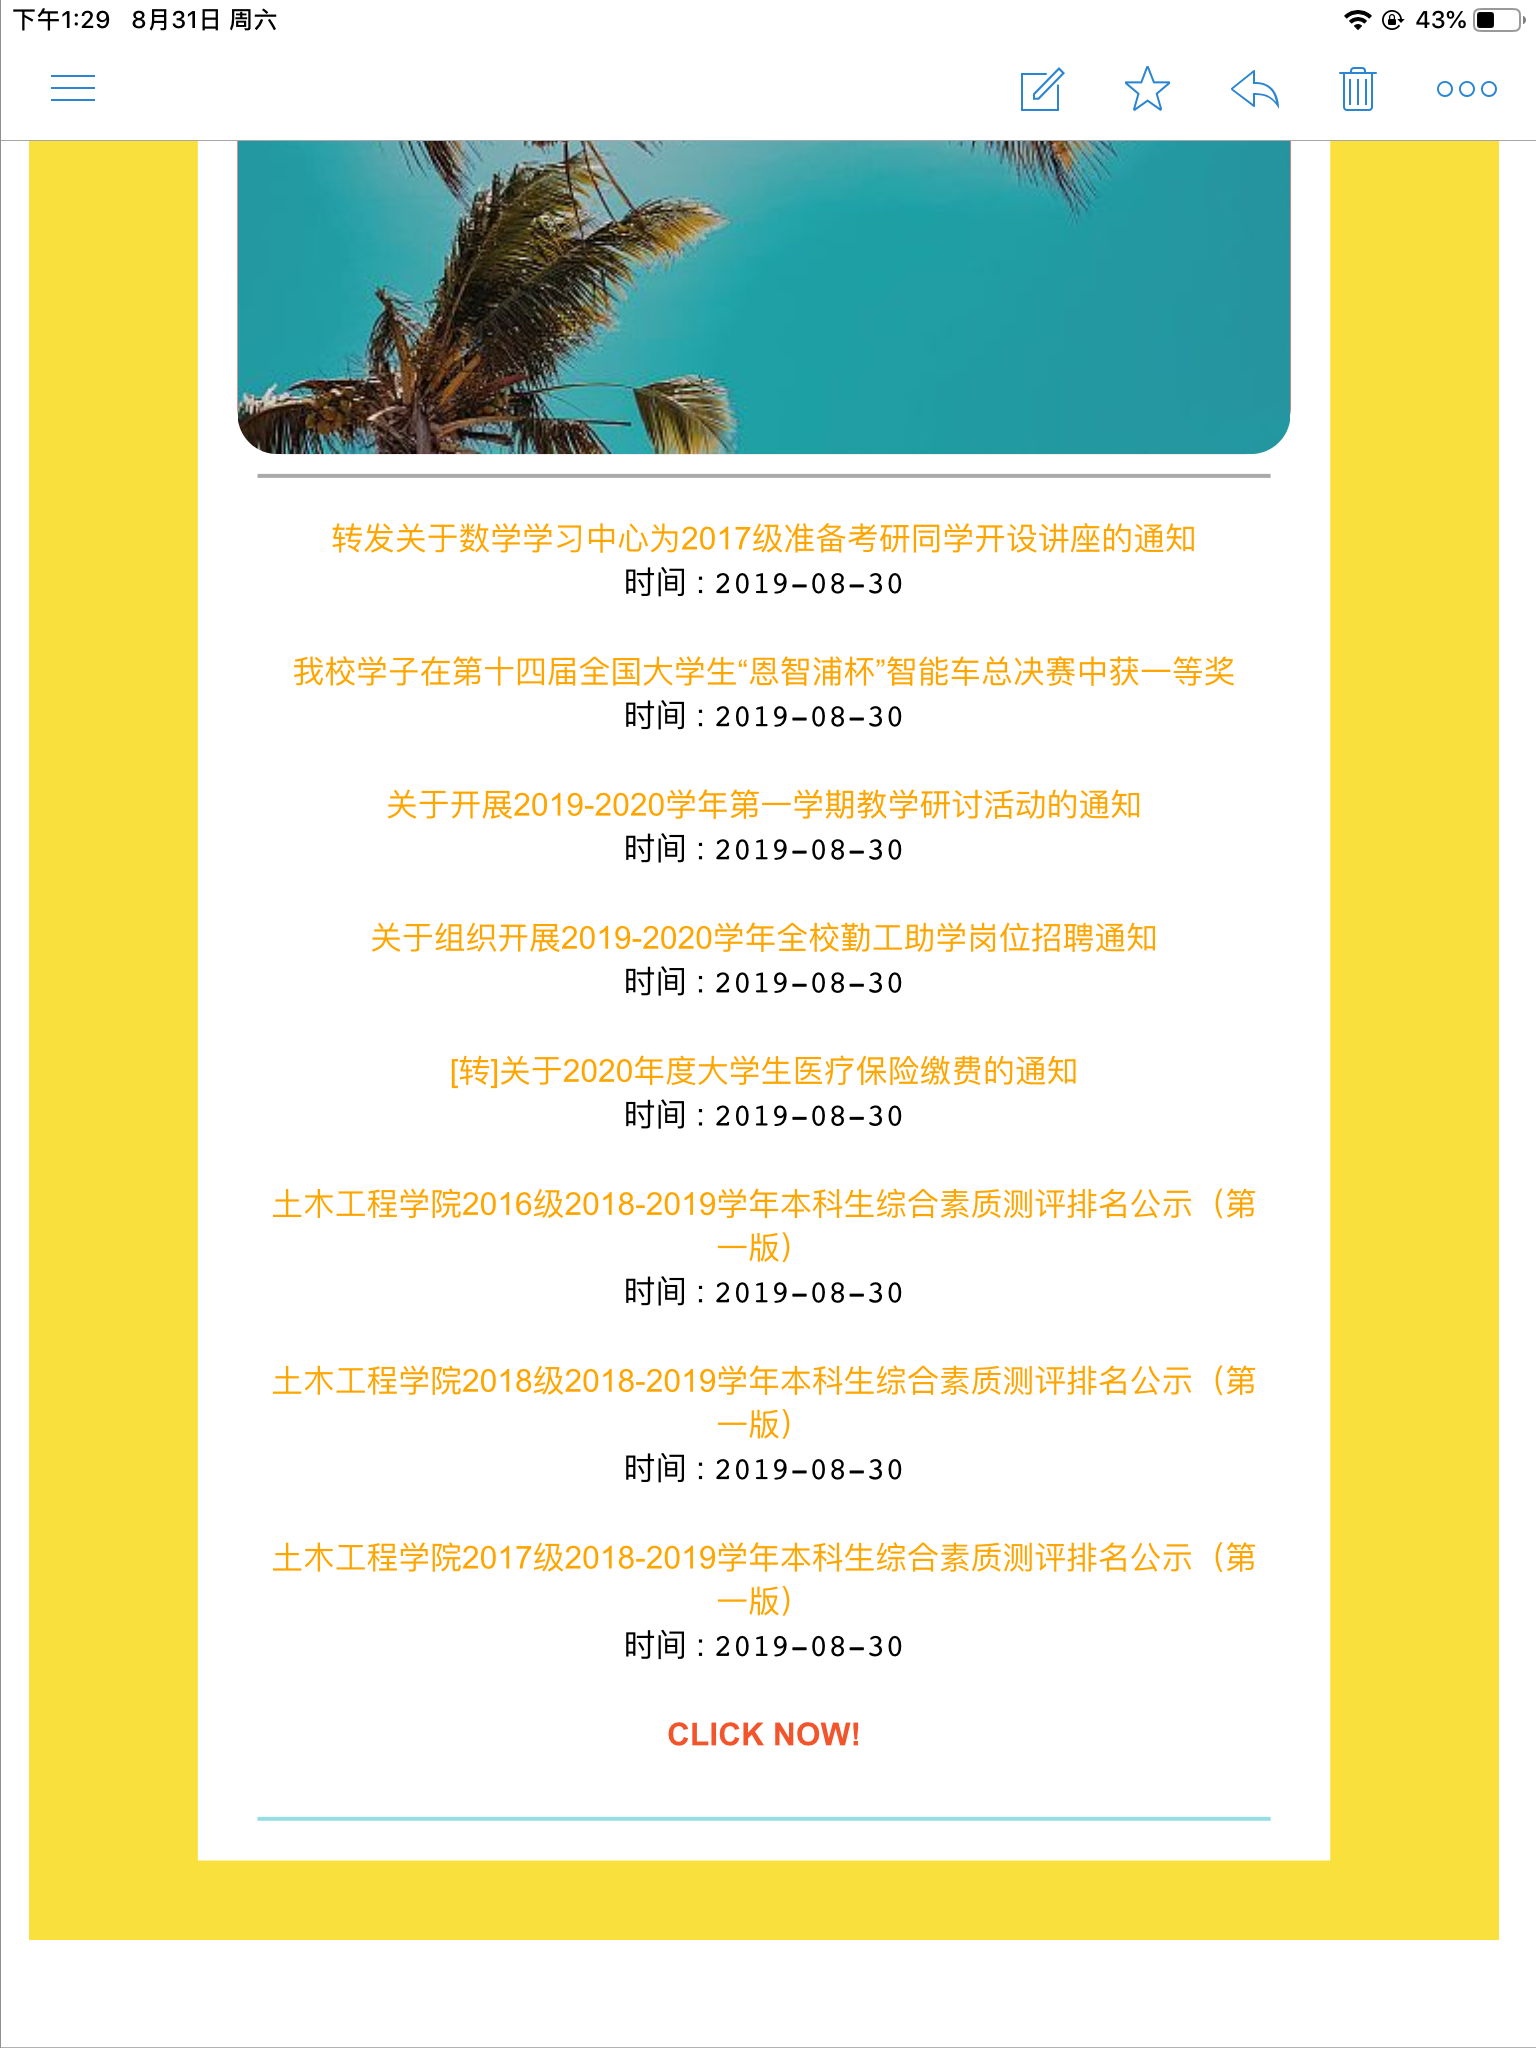 下午1:29 8月31日 周六
43%
转发关于数学学习中心为2017级准备考研同学开设讲座的通知
时间 : 2019-08-30
我校学子在第十四届全国大学生“恩智浦杯”智能车总决赛中获一等奖
时间 : 2019-08-30
关于开展2019-2020学年第一学期教学研讨活动的通知
时间 : 2019-08-30
关于组织开展2019-2020学年全校勤工助学岗位招聘通知
时间 : 2019-08-30
[转]关于2020年度大学生医疗保险缴费的通知
时间 : 2019-08-30
土木工程学院2016级2018-2019学年本科生综合素质测评排名公示（第
一版）
时间 : 2019-08-30
土木工程学院2018级2018-2019学年本科生综合素质测评排名公示（第
一版）
时间 : 2019-08-30
土木工程学院2017级2018-2019学年本科生综合素质测评排名公示（第
一版）
时间 : 2019-08-30
CLICK NOW!